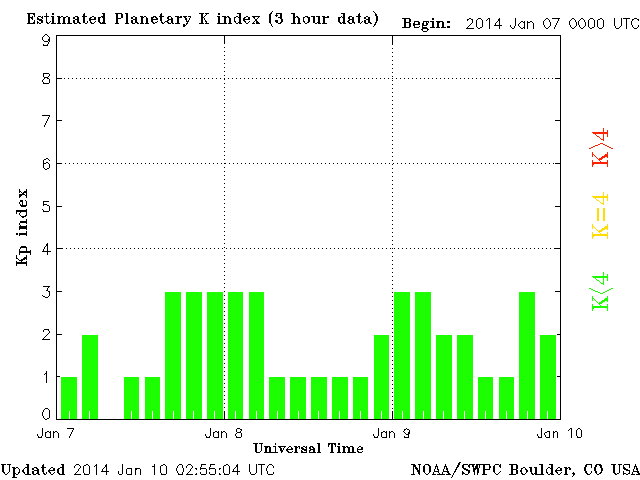 Estimated Planetary K index (3 hour data) Begin: 2014 Jan 07 0000 UTC
9
8
7
6
5
4
3
2
1
0
Kp index
K>4
K=4
K<4
Jan 7 Jan 8 Jan 9 Jan 10
Universal Time
Updated 2014 Jan 10 02:55:04 UTC NOAA/SWPC Boulder, CO USA